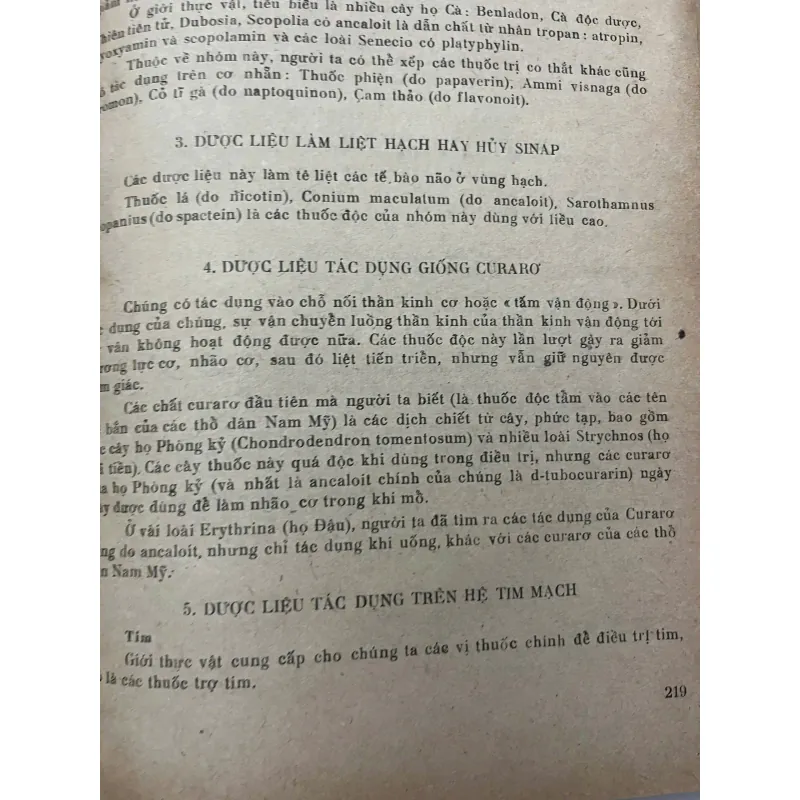 Ở giới thực vật, tiêu biểu là nhiều cây họ Cà: Benladon, Cà độc dược,
hiên tiên tử, Dubosia, Scopolia có ancaloit là dẫn chất từ nhân tropan: atropin,
yoxyamin và scopolamin và các loài Senecio có platyphylin.
Thuộc về nhóm này, người ta có thể xếp các thuốc trị co thắt khác cũng
tác dụng trên cơ nhẵn: Thuốc phiện (do papaverin), Ammi visnaga (do
romon), Cỏ tĩ gà (do naptoquinon), Cam thảo (do flavonoit).
3. DƯỢC LIỆU LÀM LIỆT HẠCH HAY HỦY SINAP
Các dược liệu này làm tê liệt các tế bào não ở vùng hạch.
Thuốc lá (do nicotin), Conium maculatum (do ancaloit), Sarothamnus
opanius (do spactein) là các thuốc độc của nhóm này dùng với liều cao.
4. DƯỢC LIỆU TÁC DỤNG GIỐNG CURARƠ
Chúng có tác dụng vào chỗ nối thần kinh cơ hoặc « tấm vận động ». Dưới
dụng của chúng, sự vận chuyển luồng thần kinh của thần kinh vận động tới
vân không hoạt động được nữa. Các thuốc độc này lần lượt gây ra giảm
ương lực cơ, nhão cơ, sau đó liệt tiến triển, nhưng vẫn giữ nguyên được
m giác.
Các chất curarơ đầu tiên mà người ta biết (là thuốc độc tẩm vào các tên
bắn của các thổ dân Nam Mỹ) là các dịch chiết từ cây, phức tạp, bao gồm
c cây họ Phòng kỷ (Chondrodendron tomentosum) và nhiều loài Strychnos (họ
i tiền). Các cây thuốc này quá độc khi dùng trong điều trị, nhưng các curarơ
a họ Phòng kỷ (và nhất là ancaloit chính của chúng là d-tubocurarin) ngày
y được dùng để làm nhão cơ trong khi mổ.
Ở vài loài Erythrina (họ Đậu), người ta đã tìm ra các tác dụng của Curarơ
ng do ancaloit, nhưng chỉ tác dụng khi uống, khác với các curarơ của các thổ
n Nam Mỹ.
5. DƯỢC LIỆU TÁC DỤNG TRÊN HỆ TIM MẠCH
Tim
Giới thực vật cung cấp cho chúng ta các vị thuốc chính để điều trị tim,
là các thuốc trợ tim.
219